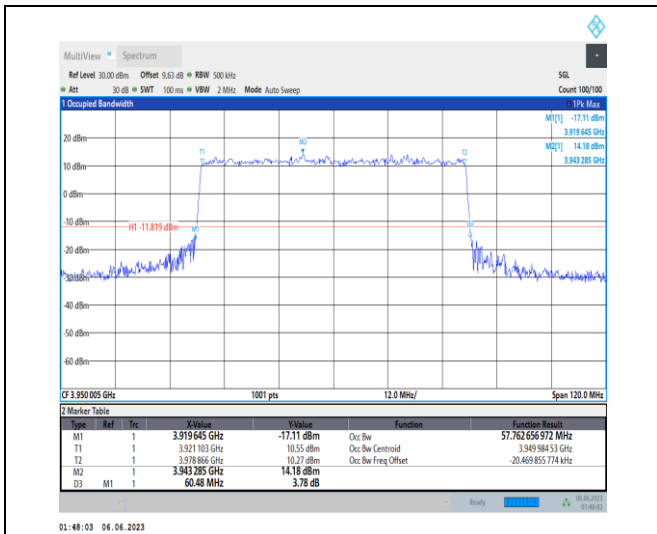 MultiView Spectrum
Ref Level 30.00 dBm Offset 9.63 dB RBW 500 kHz SGL
Att 30 dB SWT 100 ms VBW 2 MHz Mode Auto Sweep Count 100/100
1 Occupied Bandwidth 1Pk Max
M1[1] -17.11 dBm
3.919 645 GHz
M2[1] 14.18 dBm
3.943 285 GHz
20 dBm
T1 M2 T2
10 dBm
0 dBm
-10 dBm
H1 -11.819 dBm
M1
-20 dBm
-30 dBm
-40 dBm
-50 dBm
-60 dBm
CF 3.950 005 GHz 1001 pts 12.0 MHz/ Span 120.0 MHz
2 Marker Table
Type Ref Trc X-Value Y-Value Function Function Result
M1 1 3.919 645 GHz -17.11 dBm Occ Bw 57.762 656 972 MHz
T1 1 3.921 103 GHz 10.55 dBm Occ Bw Centroid 3.949 984 53 GHz
T2 1 3.978 866 GHz 10.27 dBm Occ Bw Freq Offset -20.469 855 774 kHz
M2 1 3.943 285 GHz 14.18 dBm
D3 M1 1 60.48 MHz 3.78 dB
Ready 06.06.2023
01:48:02
01:48:03 06.06.2023